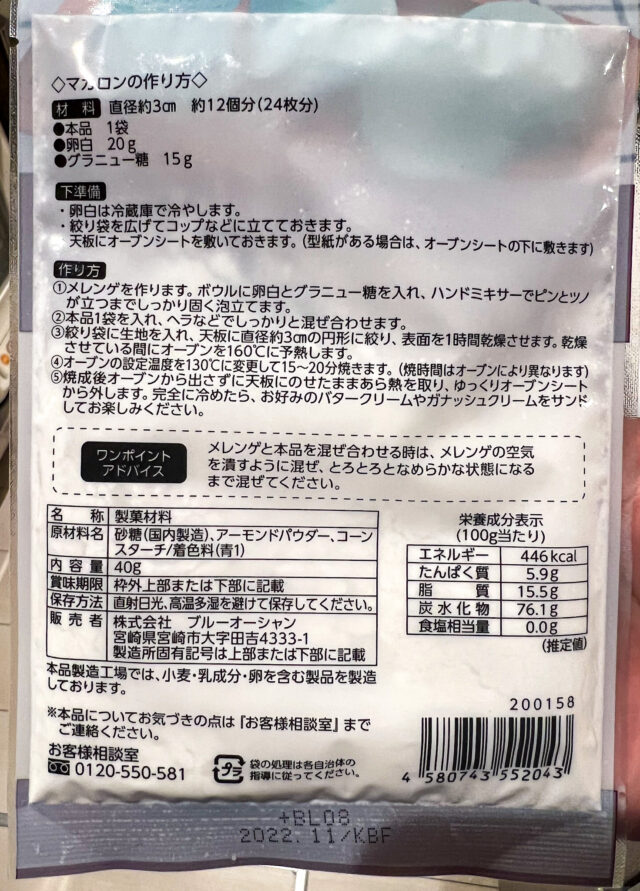 ◇マカロンの作り方◇
材 料 直径約3㎝ 約12個分(24枚分)
●本品 1袋
●卵白 20g
●グラニュー糖 15g
下準備
・卵白は冷蔵庫で冷やします。
・絞り袋を広げてコップなどに立てておきます。
天板にオーブンシートを敷いておきます。(型紙がある場合は、オーブンシートの下に敷きます)
作り方
①メレンゲを作ります。ボウルに卵白とグラニュー糖を入れ、ハンドミキサーでピンとツノ
が立つまでしっかり固く泡立てます。
②本品1袋を入れ、ヘラなどでしっかりと混ぜ合わせます。
③絞り袋に生地を入れ、天板に直径約3㎝の円形に絞り、表面を1時間乾燥させます。乾燥
させている間にオーブンを160℃に予熱します。
④オーブンの設定温度を130℃に変更して15～20分焼きます。(焼時間はオーブンにより異なります)
⑤焼成後オーブンから出さずに天板にのせたままあら熱を取り、ゆっくりオーブンシート
から外します。完全に冷めたら、お好みのバタークリームやガナッシュクリームをサンド
してお楽しみください。
ワンポイント
アドバイス
メレンゲと本品を混ぜ合わせる時は、メレンゲの空気
を潰すように混ぜ、とろとろとなめらかな状態になる
まで混ぜてください。
名 称 製菓材料
原材料名 砂糖(国内製造)、アーモンドパウダー、コーン
スターチ/着色料(青1)
内 容 量 40g
賞味期限 枠外上部または下部に記載
保存方法 直射日光、高温多湿を避けて保存してください。
販 売 者 株式会社 ブルーオーシャン
宮崎県宮崎市大字田吉4333-1
製造所固有記号は上部または下部に記載
栄養成分表示
(100g当たり)
エネルギー 446kcal
たんぱく質 5.9g
脂 質 15.5g
炭水化物 76.1g
食塩相当量 0.0g
(推定値)
本品製造工場では、小麦・乳成分・卵を含む製品を製造
しております。
※本品についてお気づきの点は『お客様相談室』まで
ご連絡ください。
お客様相談室
0120-550-581
プラ
袋の処理は各自治体の
指導に従ってください。
200158
4 580743 552043
+BL08
2022.11/KBF